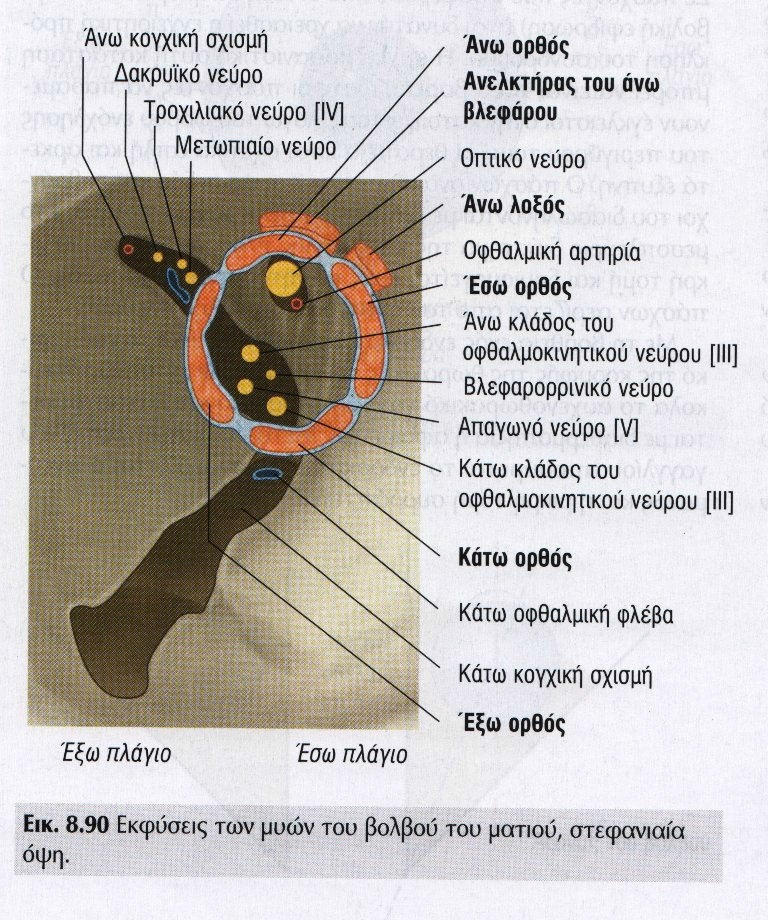 Άνω κογχική σχισμή
Δακρυϊκό νεύρο
Τροχιλιακό νεύρο [IV]
Μετωπιαίο νεύρο
Άνω ορθός
Ανελκτήρας του άνω
βλεφάρου
Οπτικό νεύρο
Άνω λοξός
Οφθαλμική αρτηρία
Έσω ορθός
Άνω κλάδος του
οφθαλμοκινητικού νεύρου [III]
Βλεφαρορρινικό νεύρο
Απαγωγό νεύρο [V]
Κάτω κλάδος του
οφθαλμοκινητικού νεύρου [III]
Κάτω ορθός
Κάτω οφθαλμική φλέβα
Κάτω κογχική σχισμή
Έξω ορθός
Έξω πλάγιο
Έσω πλάγιο
Εικ. 8.90 Εκφύσεις των μυών του βολβού του ματιού, στεφανιαία
όψη.